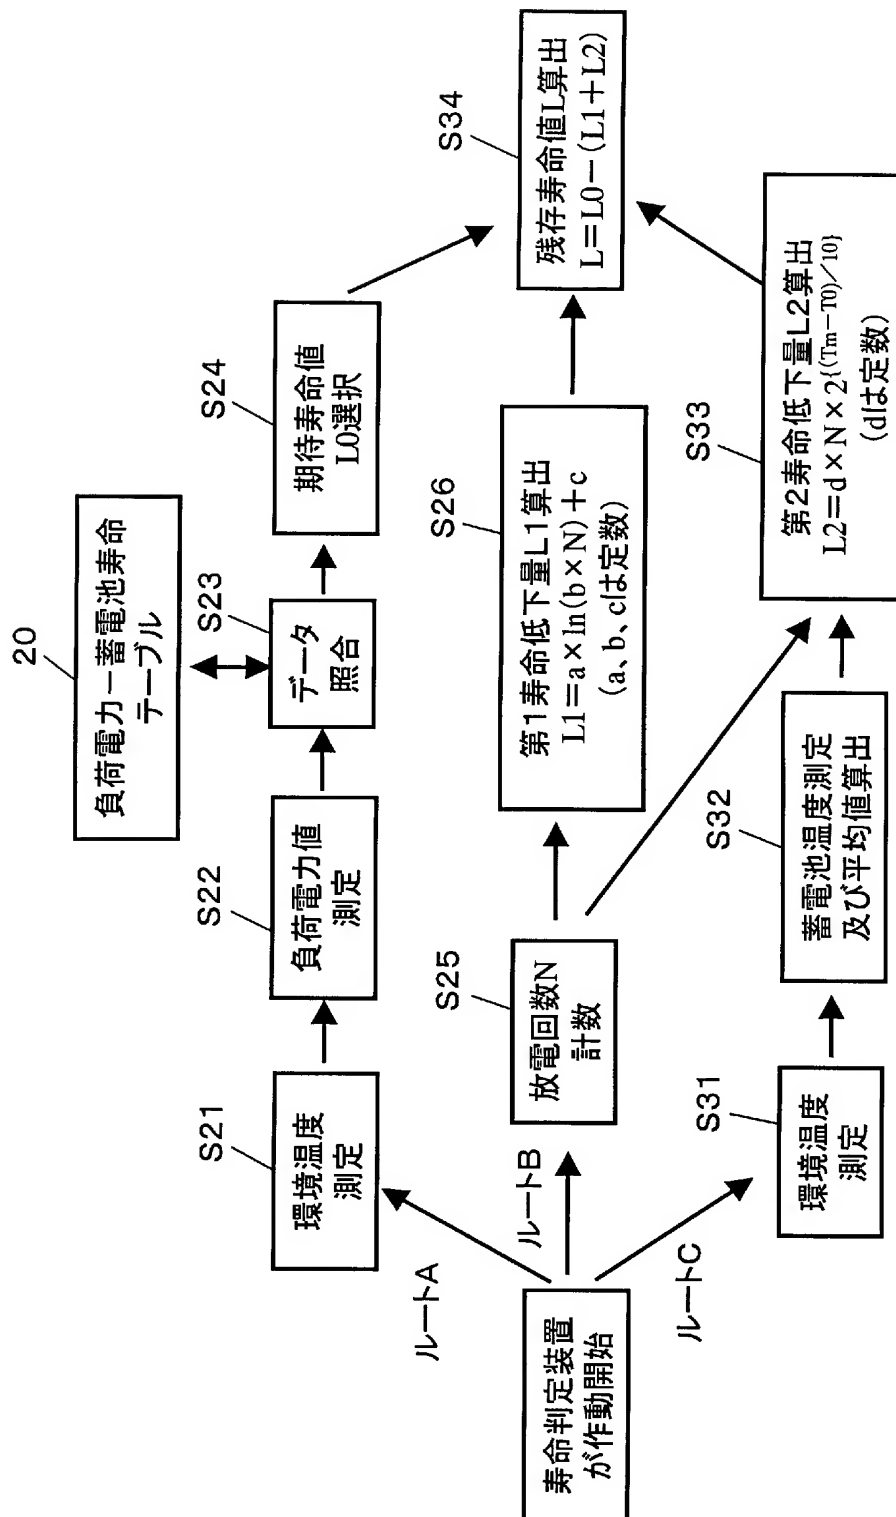 寿命判定装置
が作動開始
ルートA
ルートB
ルートC
S21
環境温度
測定
S22
負荷電力値
測定
20
負荷電力－蓄電池寿命
テーブル
S23
データ
照合
S24
期待寿命値
L0選択
S25
放電回数N
計数
S26
第1寿命低下量L1算出
L1＝a×ln(b×N)＋c
(a、b、cは定数)
S31
環境温度
測定
S32
蓄電池温度測定
及び平均値算出
S33
第2寿命低下量L2算出
L2＝d×N×2{(Tm－T0)／10}
(dは定数)
S34
残存寿命値L算出
L＝L0－(L1＋L2)